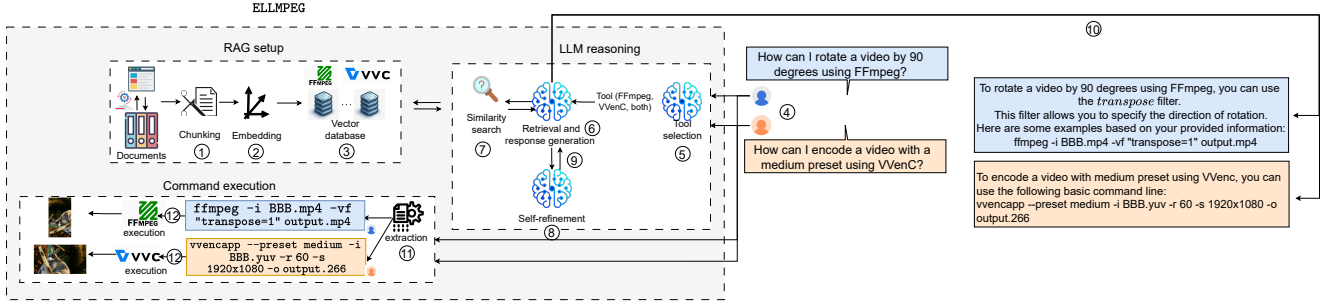 ELLMPEG
RAG setup
FFMPEG
VVC
Documents
Chunking
①
Embedding
②
Vector
database
③
LLM reasoning
Similarity
search
⑦
Tool (FFmpeg,
VVenC, both)
Retrieval and
response generation
⑥
⑨
Tool
selection
⑤
Self-refinement
⑧
④
How can I rotate a video by 90
degrees using FFmpeg?
How can I encode a video with a
medium preset using VVenC?
⑩
To rotate a video by 90 degrees using FFmpeg, you can use
the transpose filter.
This filter allows you to specify the direction of rotation.
Here are some examples based on your provided information:
ffmpeg -i BBB.mp4 -vf "transpose=1" output.mp4
To encode a video with medium preset using VVenc, you can
use the following basic command line:
vvencapp --preset medium -i BBB.yuv -r 60 -s 1920x1080 -o
output.266
Command execution
FFMPEG
execution
⑫
ffmpeg -i BBB.mp4 -vf
"transpose=1" output.mp4
extraction
⑪
VVC
execution
⑫
vvencapp --preset medium -i
BBB.yuv -r 60 -s
1920x1080 -o output.266